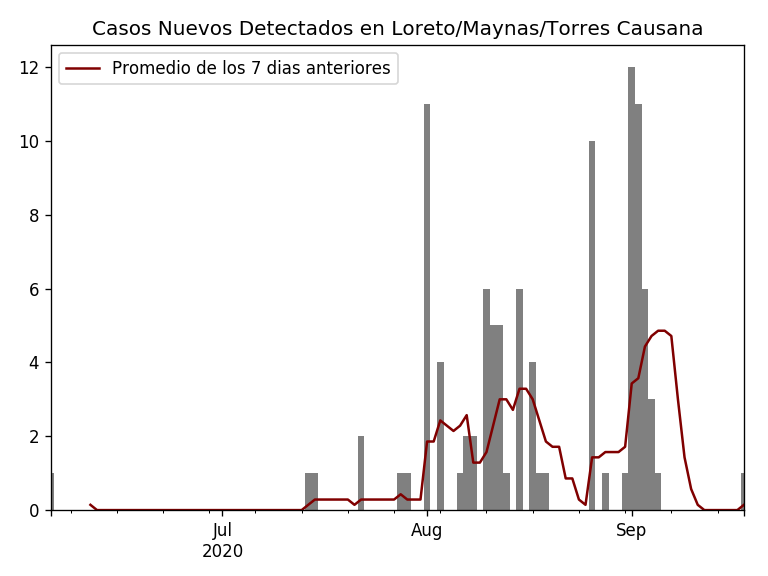 Casos Nuevos Detectados en Loreto/Maynas/Torres Causana
Promedio de los 7 dias anteriores
12
10
8
6
4
2
0
Jul
2020
Aug
Sep